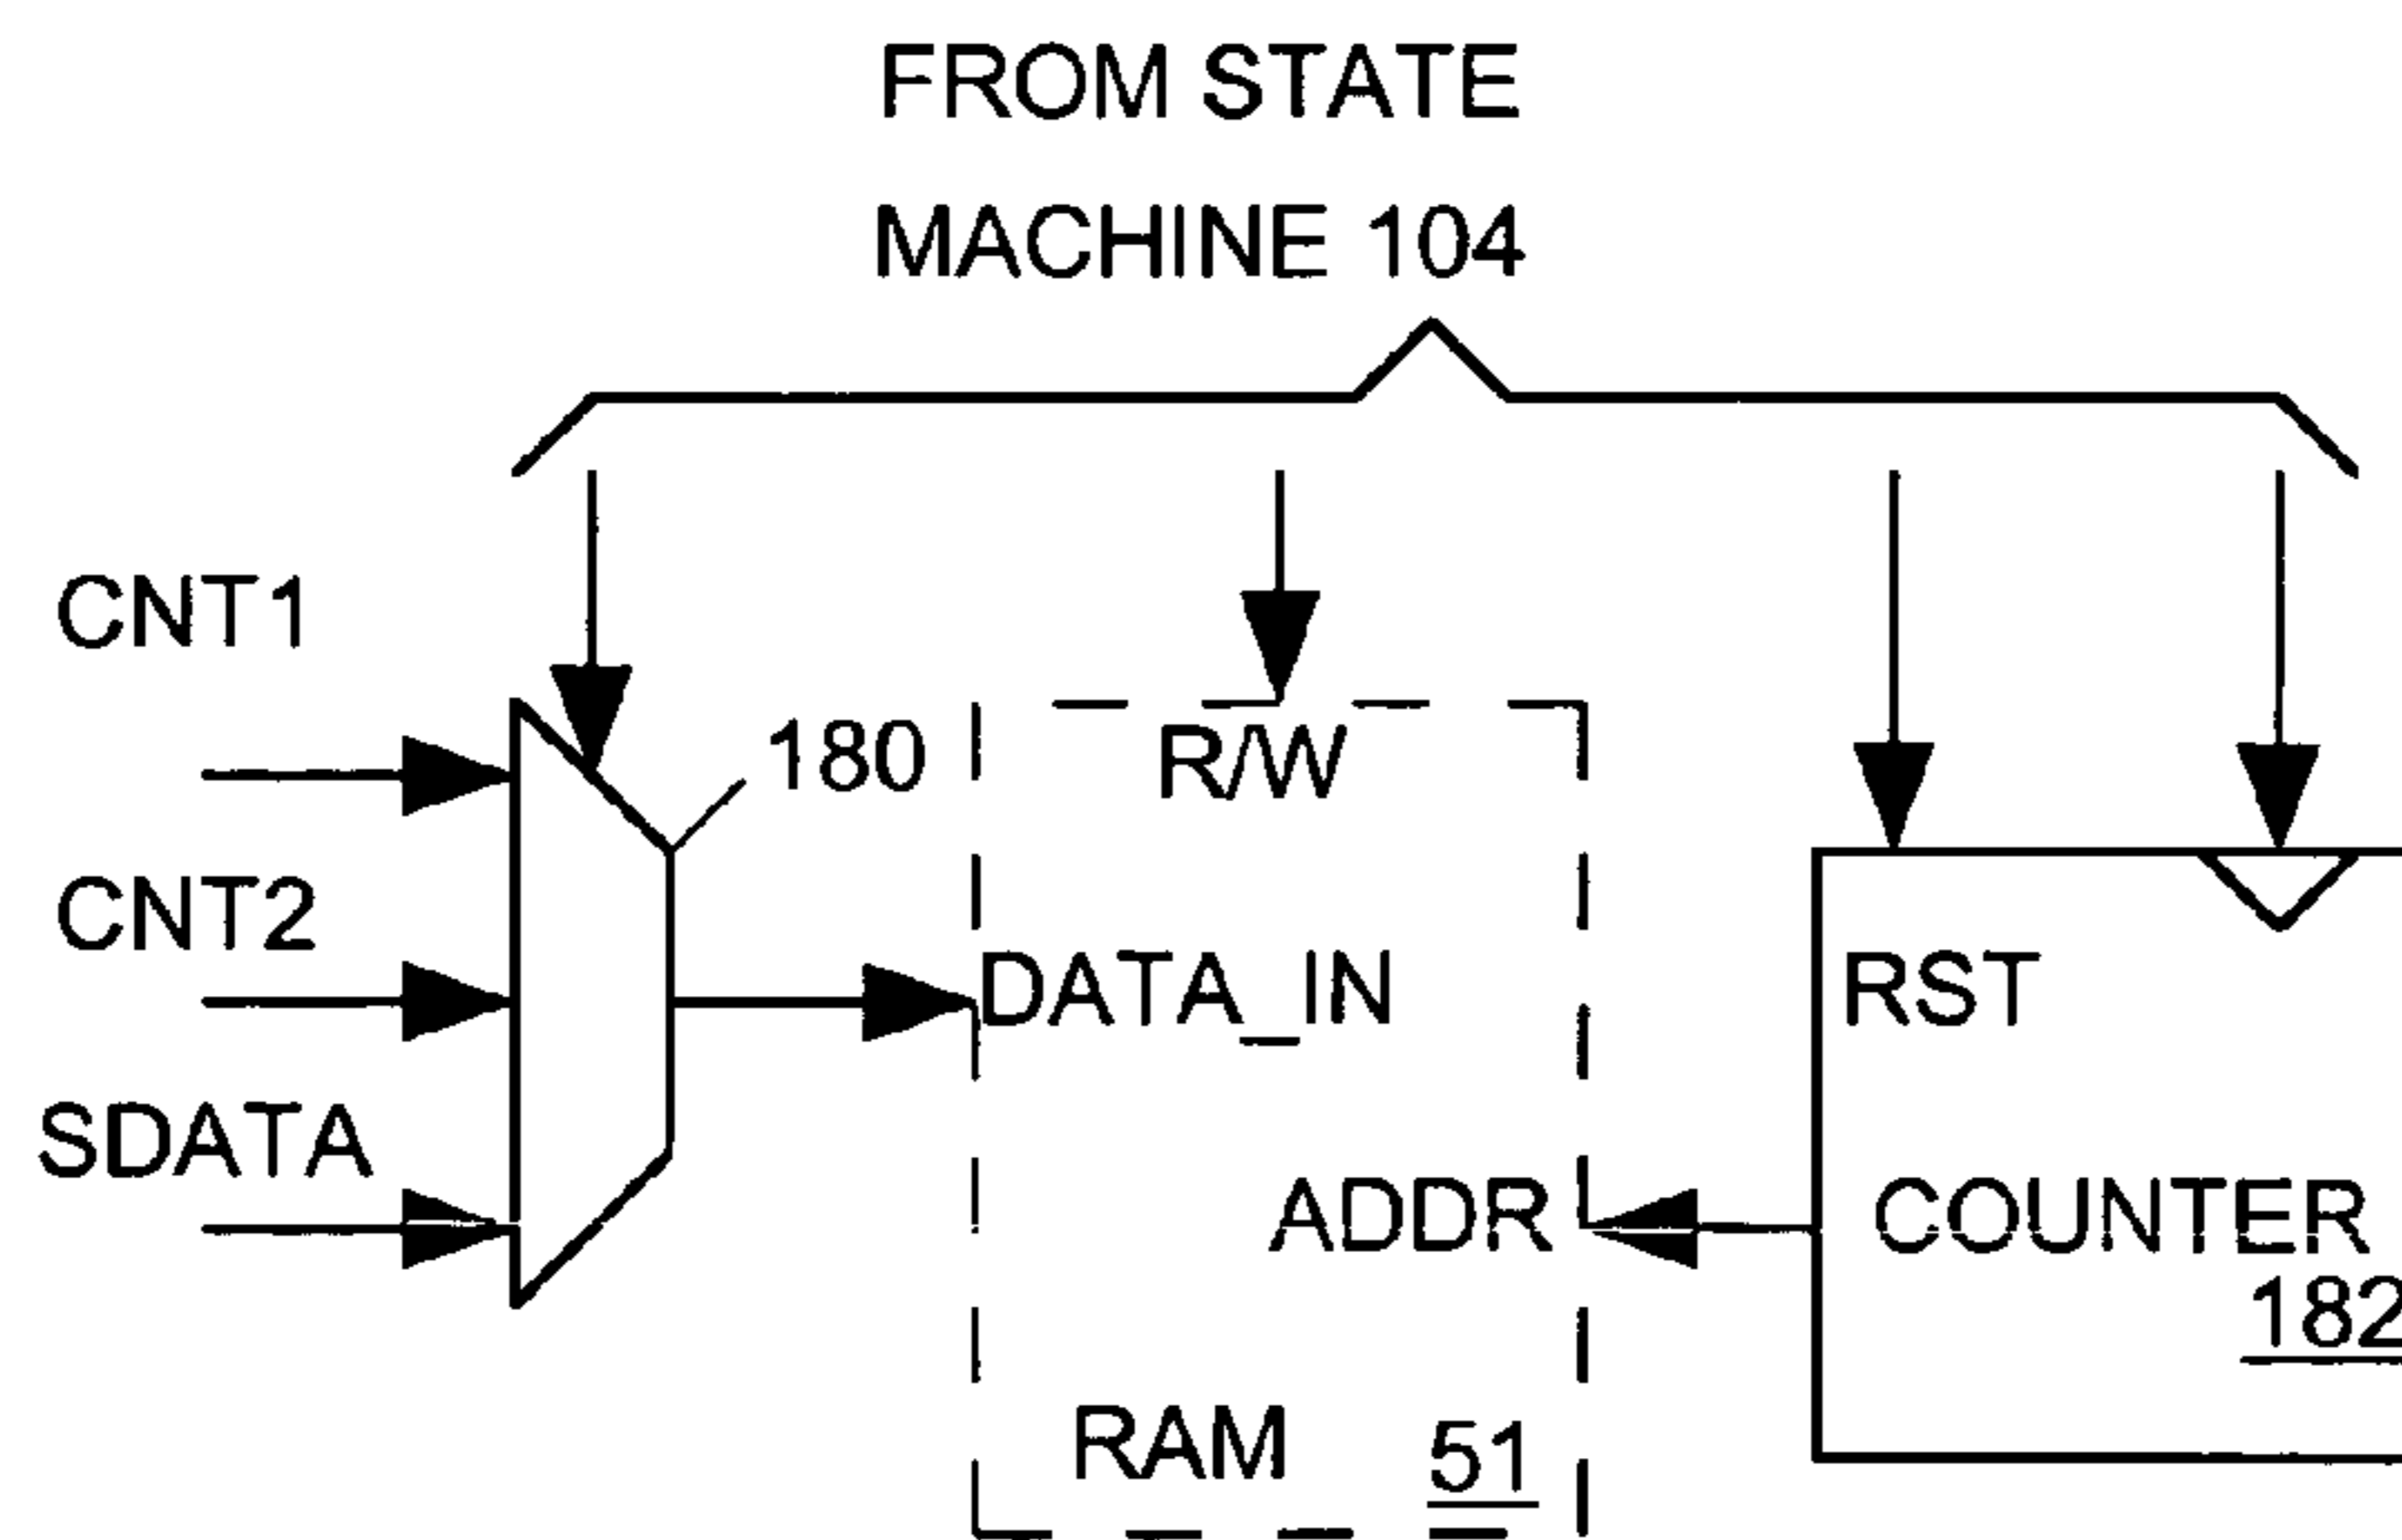 FROM STATE
MACHINE 104
CNT1
180
R/W
CNT2
DATA_IN
RST
SDATA
ADDR
COUNTER
182
RAM 51